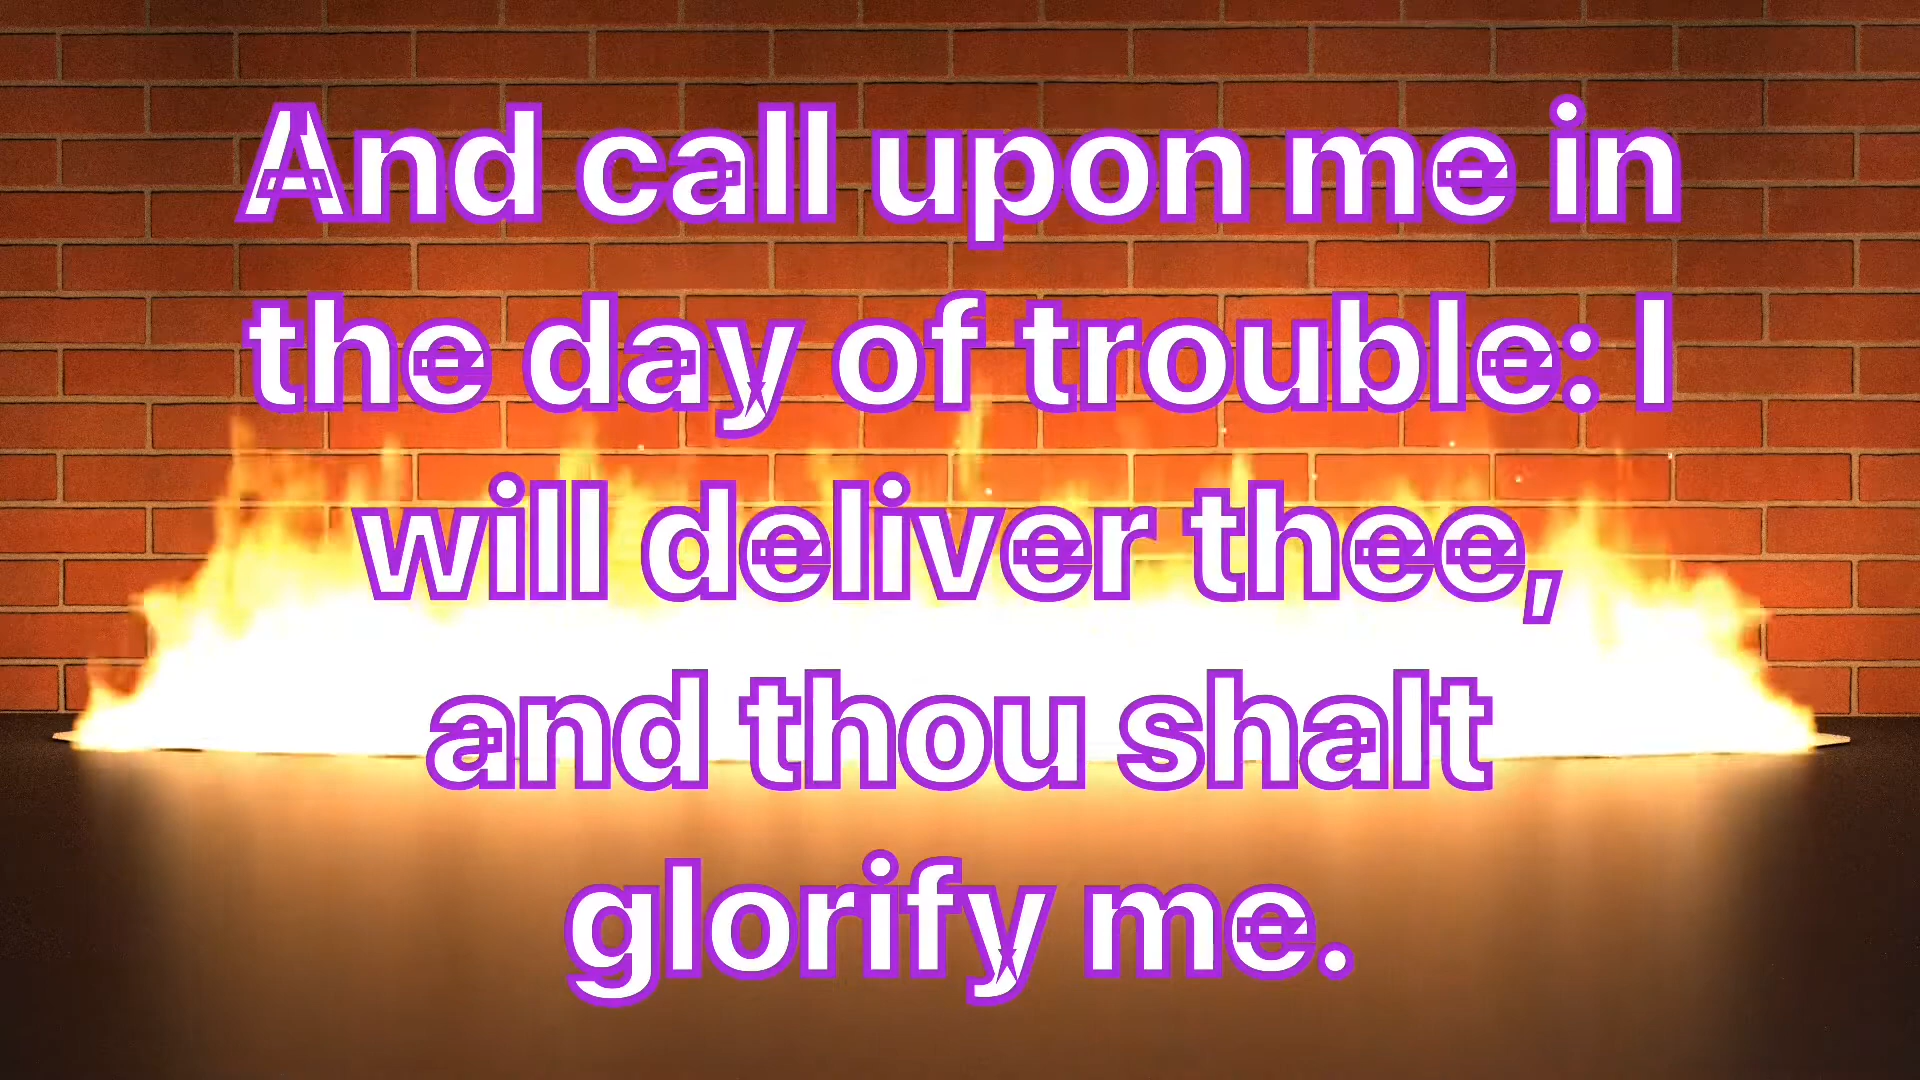 And call upon me in
the day of trouble: I
will deliver thee,
and thou shalt
glorify me.